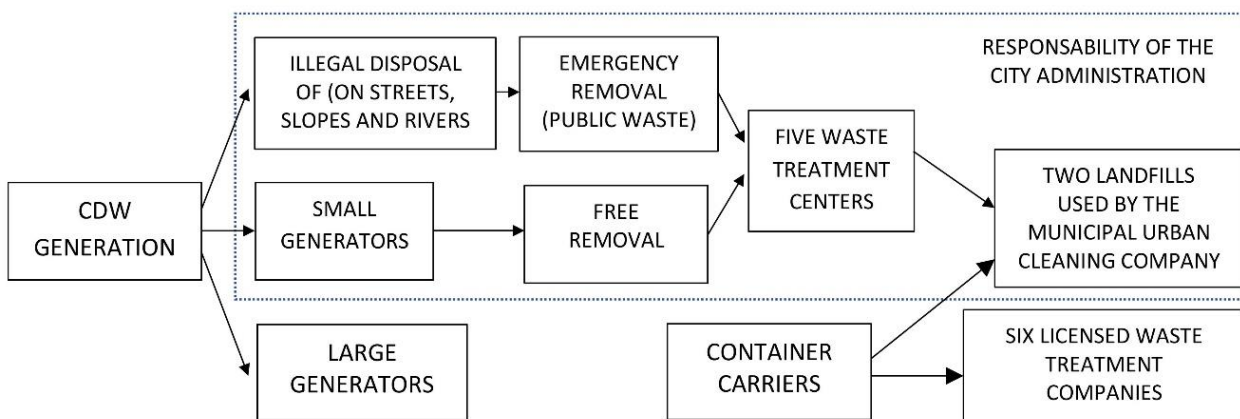 RESPONSABILITY OF THE
CITY ADMINISTRATION
ILLEGAL DISPOSAL
OF (ON STREETS,
SLOPES AND RIVERS
EMERGENCY
REMOVAL
(PUBLIC WASTE)
FIVE WASTE
TREATMENT
CENTERS
TWO LANDFILLS
USED BY THE
MUNICIPAL URBAN
CLEANING COMPANY
CDW
GENERATION
SMALL
GENERATORS
FREE
REMOVAL
LARGE
GENERATORS
CONTAINER
CARRIERS
SIX LICENSED WASTE
TREATMENT
COMPANIES